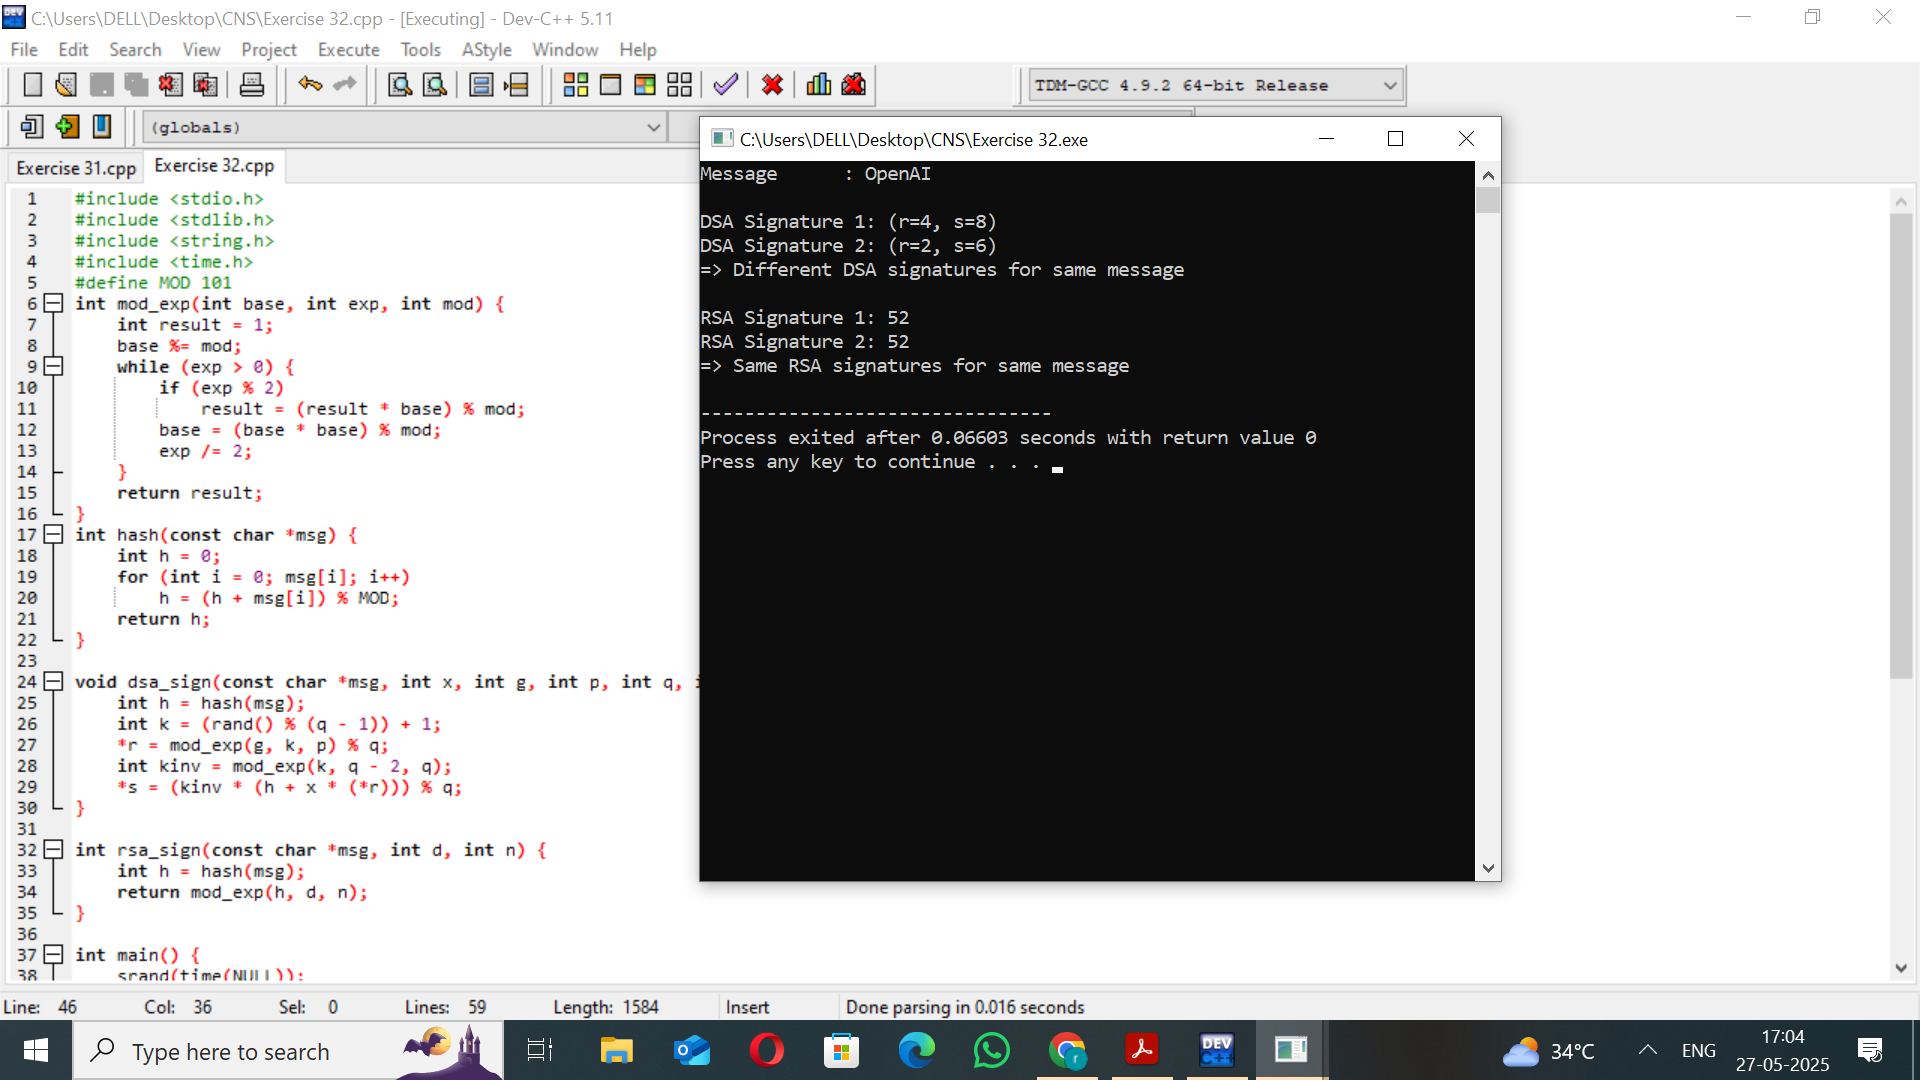 C:\Users\DELL\Desktop\CNS\Exercise 32.cpp - [Executing] - Dev-C++ 5.11
File Edit Search View Project Execute Tools AStyle Window Help
TDM-GCC 4.9.2 64-bit Release
(globals)
Exercise 31.cpp Exercise 32.cpp
1 #include <stdio.h>
2 #include <stdlib.h>
3 #include <string.h>
4 #include <time.h>
5 #define MOD 101
6 int mod_exp(int base, int exp, int mod) {
7 int result = 1;
8 base %= mod;
9 while (exp > 0) {
10 if (exp % 2)
11 result = (result * base) % mod;
12 base = (base * base) % mod;
13 exp /= 2;
14 }
15 return result;
16 }
17 int hash(const char *msg) {
18 int h = 0;
19 for (int i = 0; msg[i]; i++)
20 h = (h + msg[i]) % MOD;
21 return h;
22 }
23
24 void dsa_sign(const char *msg, int x, int g, int p, int q,
25 int h = hash(msg);
26 int k = (rand() % (q - 1)) + 1;
27 *r = mod_exp(g, k, p) % q;
28 int kinv = mod_exp(k, q - 2, q);
29 *s = (kinv * (h + x * (*r))) % q;
30 }
31
32 int rsa_sign(const char *msg, int d, int n) {
33 int h = hash(msg);
34 return mod_exp(h, d, n);
35 }
36
37 int main() {
38 srand(time(NULL));
C:\Users\DELL\Desktop\CNS\Exercise 32.exe
Message : OpenAI
DSA Signature 1: (r=4, s=8)
DSA Signature 2: (r=2, s=6)
=> Different DSA signatures for same message
RSA Signature 1: 52
RSA Signature 2: 52
=> Same RSA signatures for same message
--------------------------------
Process exited after 0.06603 seconds with return value 0
Press any key to continue . . .
Line: 46 Col: 36 Sel: 0 Lines: 59 Length: 1584 Insert Done parsing in 0.016 seconds
Type here to search
DEV C++
34°C
ENG
17:04
27-05-2025